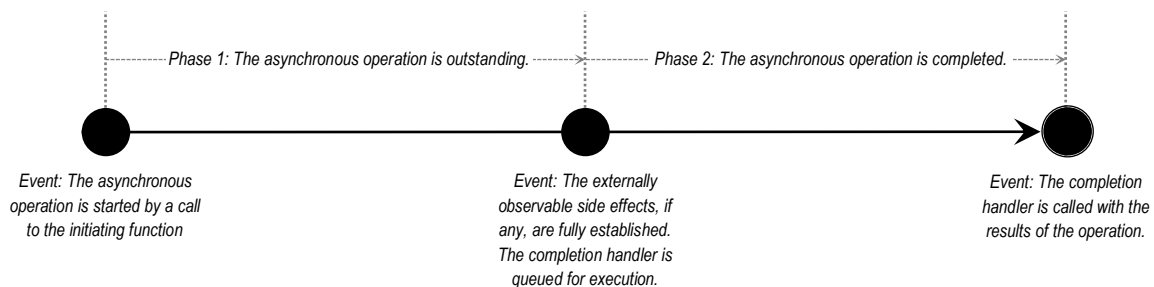 Phase 1: The asynchronous operation is outstanding.
Phase 2: The asynchronous operation is completed.
Event: The asynchronous
operation is started by a call
to the initiating function
Event: The externally
observable side effects, if
any, are fully established.
The completion handler is
queued for execution.
Event: The completion
handler is called with the
results of the operation.